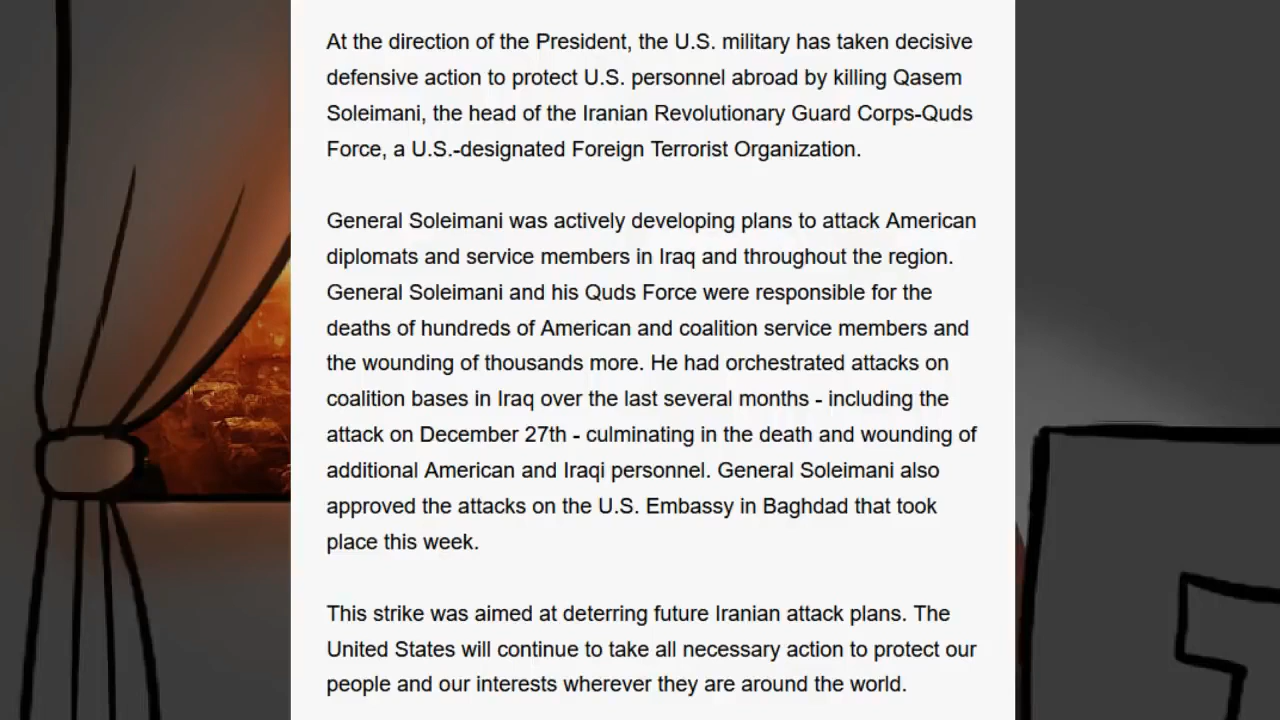 At the direction of the President, the U.S. military has taken decisive
defensive action to protect U.S. personnel abroad by killing Qasem
Soleimani, the head of the Iranian Revolutionary Guard Corps-Quds
Force, a U.S.-designated Foreign Terrorist Organization.
General Soleimani was actively developing plans to attack American
diplomats and service members in Iraq and throughout the region.
General Soleimani and his Quds Force were responsible for the
deaths of hundreds of American and coalition service members and
the wounding of thousands more. He had orchestrated attacks on
coalition bases in Iraq over the last several months - including the
attack on December 27th - culminating in the death and wounding of
additional American and Iraqi personnel. General Soleimani also
approved the attacks on the U.S. Embassy in Baghdad that took
place this week.
This strike was aimed at deterring future Iranian attack plans. The
United States will continue to take all necessary action to protect our
people and our interests wherever they are around the world.